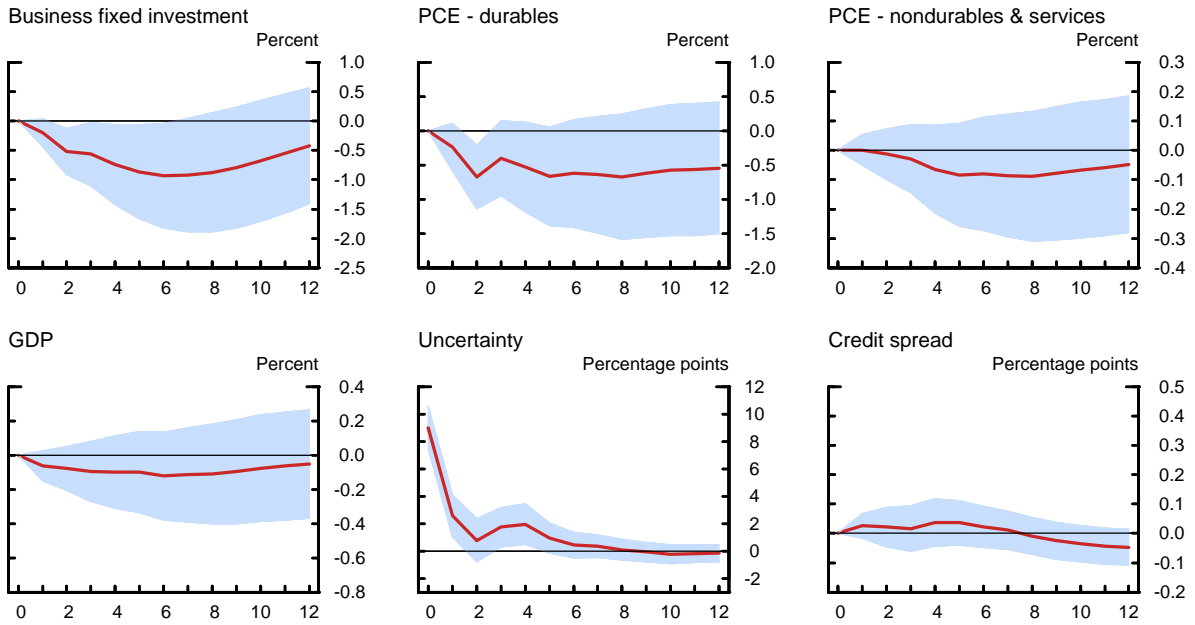 Business fixed investment
Percent
1.0
0.5
0.0
-0.5
-1.0
-1.5
-2.0
-2.5
0 2 4 6 8 10 12
PCE - durables
Percent
1.0
0.5
0.0
-0.5
-1.0
-1.5
-2.0
0 2 4 6 8 10 12
PCE - nondurables & services
Percent
0.3
0.2
0.1
0.0
-0.1
-0.2
-0.3
-0.4
0 2 4 6 8 10 12
GDP
Percent
0.4
0.2
0.0
-0.2
-0.4
-0.6
-0.8
0 2 4 6 8 10 12
Uncertainty
Percentage points
12
10
8
6
4
2
0
-2
0 2 4 6 8 10 12
Credit spread
Percentage points
0.5
0.4
0.3
0.2
0.1
0.0
-0.1
-0.2
0 2 4 6 8 10 12